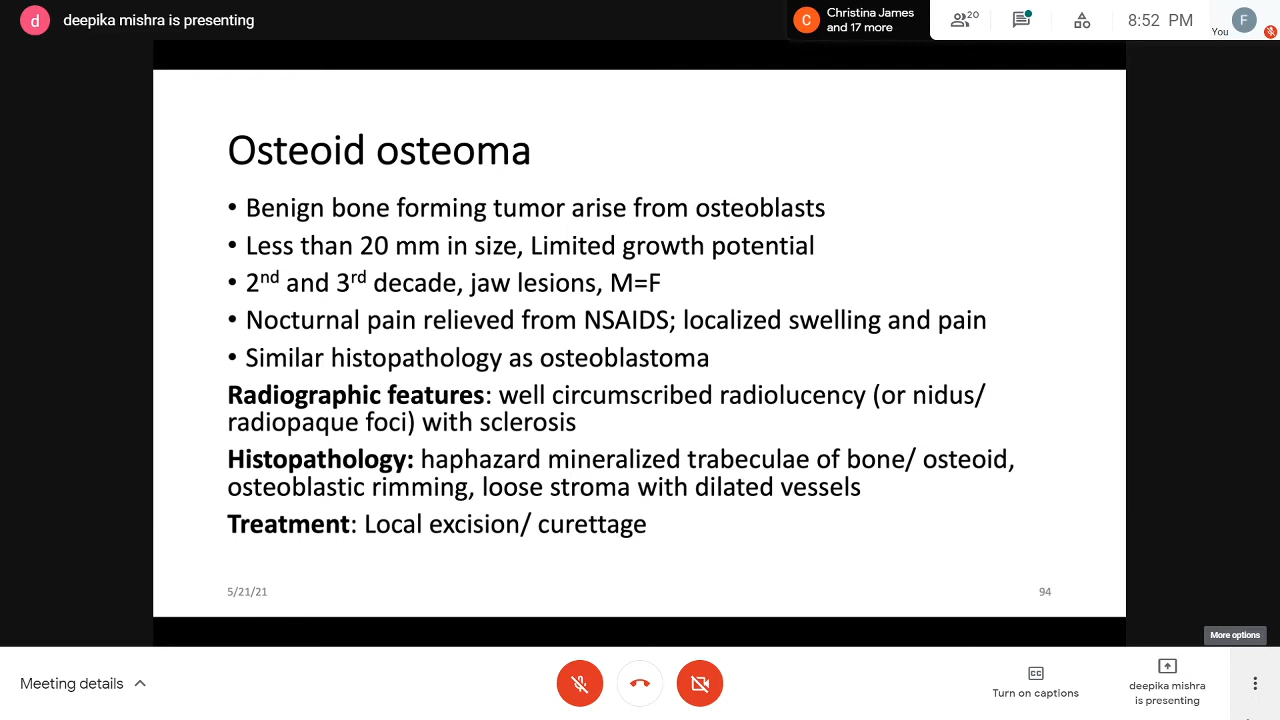 d
deepika mishra is presenting
C
Christina James
and 17 more
20
8:52 PM
You
F
Osteoid osteoma
• Benign bone forming tumor arise from osteoblasts
• Less than 20 mm in size, Limited growth potential
• 2nd and 3rd decade, jaw lesions, M=F
• Nocturnal pain relieved from NSAIDS; localized swelling and pain
• Similar histopathology as osteoblastoma
Radiographic features: well circumscribed radiolucency (or nidus/
radiopaque foci) with sclerosis
Histopathology: haphazard mineralized trabeculae of bone/ osteoid,
osteoblastic rimming, loose stroma with dilated vessels
Treatment: Local excision/ curettage
5/21/21
94
More options
Meeting details
CC
Turn on captions
deepika mishra
is presenting